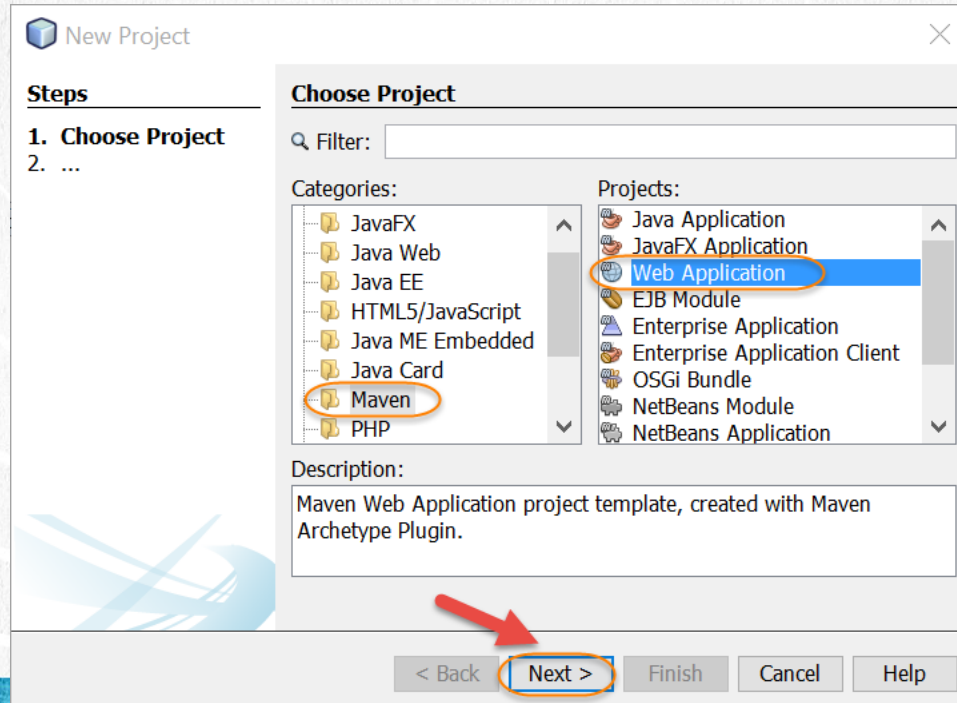 New Project
Steps
1. Choose Project
2. ...
Choose Project
Filter:
Categories:
JavaFX
Java Web
Java EE
HTML5/JavaScript
Java ME Embedded
Java Card
Maven
PHP
Projects:
Java Application
JavaFX Application
Web Application
EJB Module
Enterprise Application
Enterprise Application Client
OSGi Bundle
NetBeans Module
NetBeans Application
Description:
Maven Web Application project template, created with Maven
Archetype Plugin.
< Back Next > Finish Cancel Help